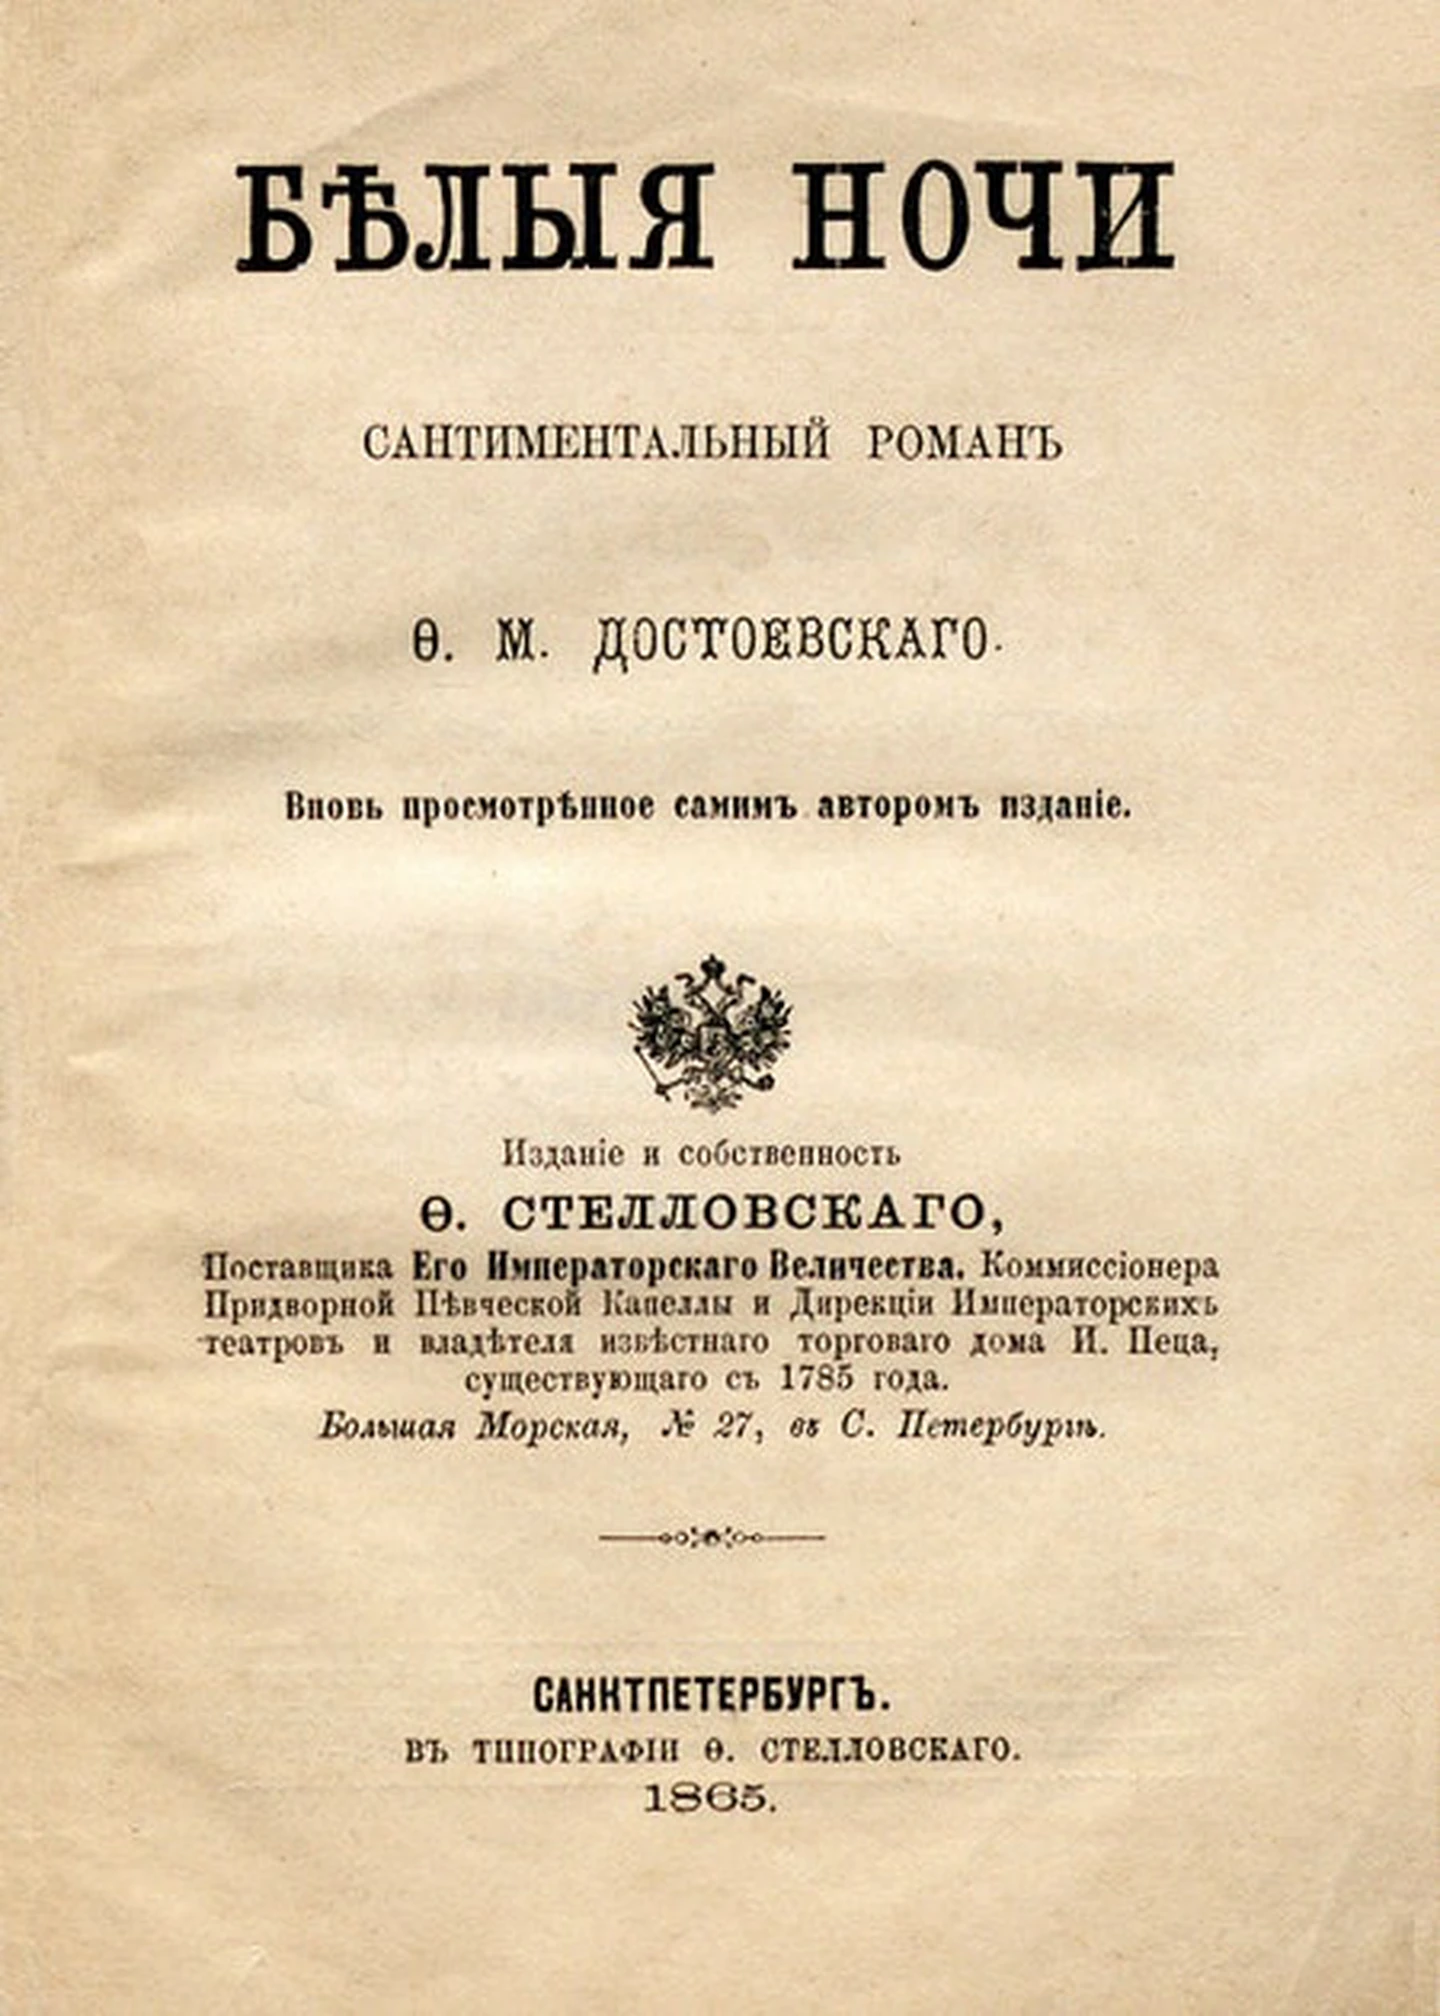 БѢЛЫЯ НОЧИ
САНТИМЕНТАЛЬНЫЙ РОМАНЪ
Ѳ. М. ДОСТОЕВСКАГО.
Вновь просмотрѣнное самимъ авторомъ изданіе.
Изданіе и собственность
Ѳ. СТЕЛЛОВСКАГО,
Поставщика Его Императорскаго Величества. Коммиссіонера
Придворной Пѣвческой Капеллы и Дирекціи Императорскихъ
театровъ и владѣтеля извѣстнаго торговаго дома И. Пеца,
существующаго съ 1785 года.
Большая Морская, № 27, въ С. Петербургѣ.
САНКТПЕТЕРБУРГЪ.
ВЪ ТИПОГРАФІИ Ѳ. СТЕЛЛОВСКАГО.
1865.